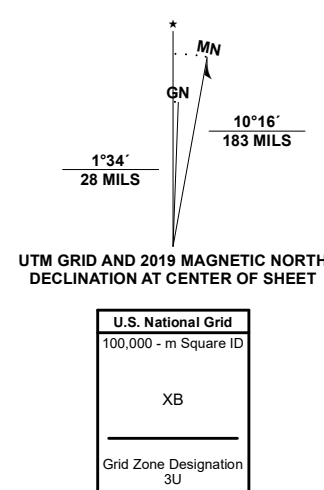 ★
MN
GN
10°16´
183 MILS
1°34´
28 MILS
UTM GRID AND 2019 MAGNETIC NORTH
DECLINATION AT CENTER OF SHEET
U.S. National Grid
100,000 - m Square ID
XB
Grid Zone Designation
3U